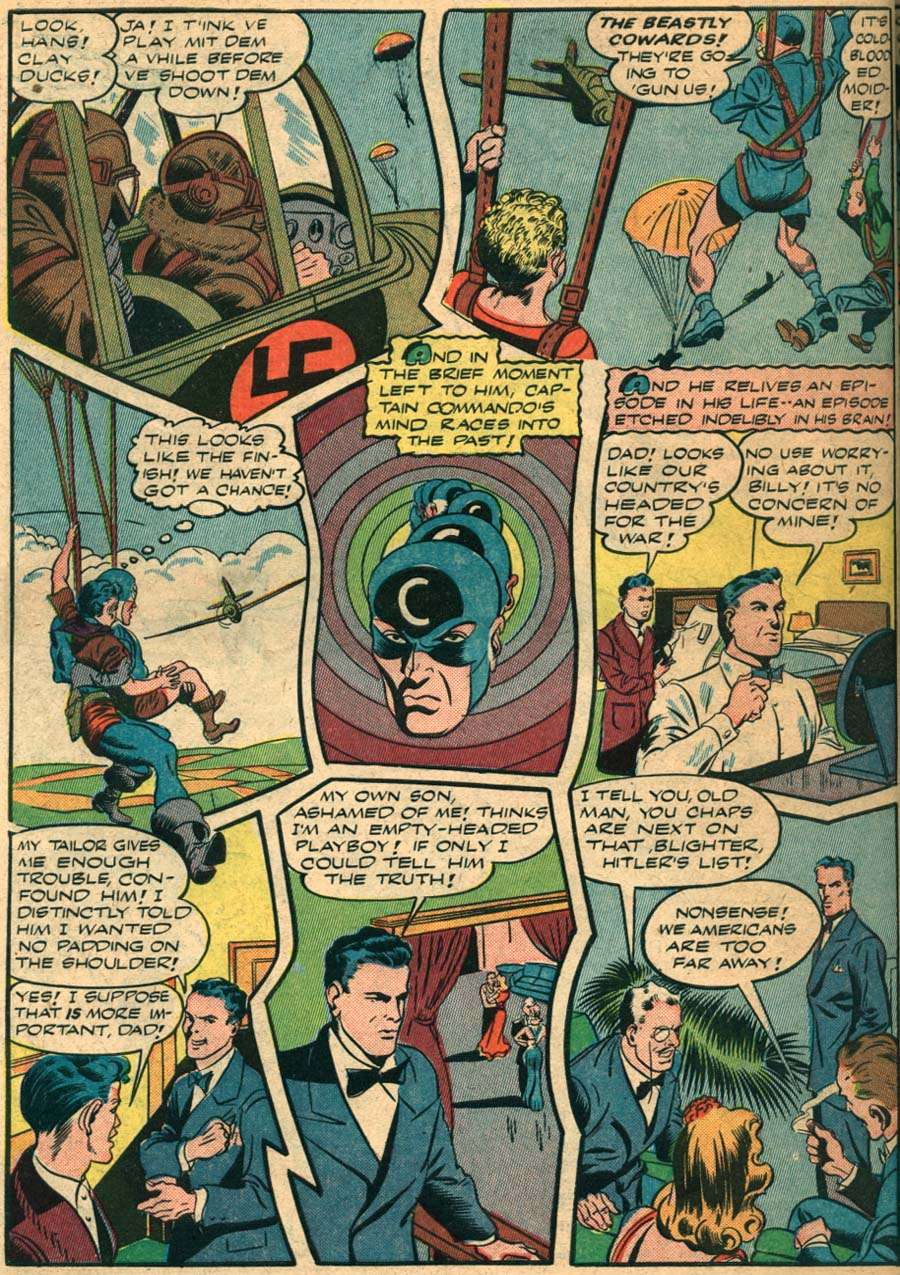 LOOK,
HANS!
CLAY
DUCKS!
JA! I T'INK VE
PLAY MIT DEM
A VHILE BEFORE
VE SHOOT DEM
DOWN!
THE BEASTLY
COWARDS!
THEY'RE GO-
ING TO
'GUN US!
IT'S
COLD-
BLOOD
ED
MOID-
ER!
THIS LOOKS
LIKE THE FIN-
ISH! WE HAVEN'T
GOT A CHANCE!
AND IN
THE BRIEF MOMENT
LEFT TO HIM, CAP-
TAIN COMMANDO'S
MIND RACES INTO
THE PAST!
AND HE RELIVES AN EPI-
SODE IN HIS LIFE--AN EPISODE
ETCHED INDELIBLY IN HIS BRAIN!
DAD! LOOKS
LIKE OUR
COUNTRY'S
HEADED
FOR THE
WAR!
NO USE WORRY-
ING ABOUT IT,
BILLY! IT'S NO
CONCERN OF
MINE!
MY TAILOR GIVES
ME ENOUGH
TROUBLE, CON-
FOUND HIM! I
DISTINCTLY TOLD
HIM I WANTED
NO PADDING ON
THE SHOULDER!
YES! I SUPPOSE
THAT IS MORE IM-
PORTANT, DAD!
MY OWN SON,
ASHAMED OF ME! THINKS
I'M AN EMPTY-HEADED
PLAYBOY! IF ONLY I
COULD TELL HIM
THE TRUTH!
I TELL YOU, OLD
MAN, YOU CHAPS
ARE NEXT ON
THAT BLIGHTER,
HITLER'S LIST!
NONSENSE!
WE AMERICANS
ARE TOO
FAR AWAY!